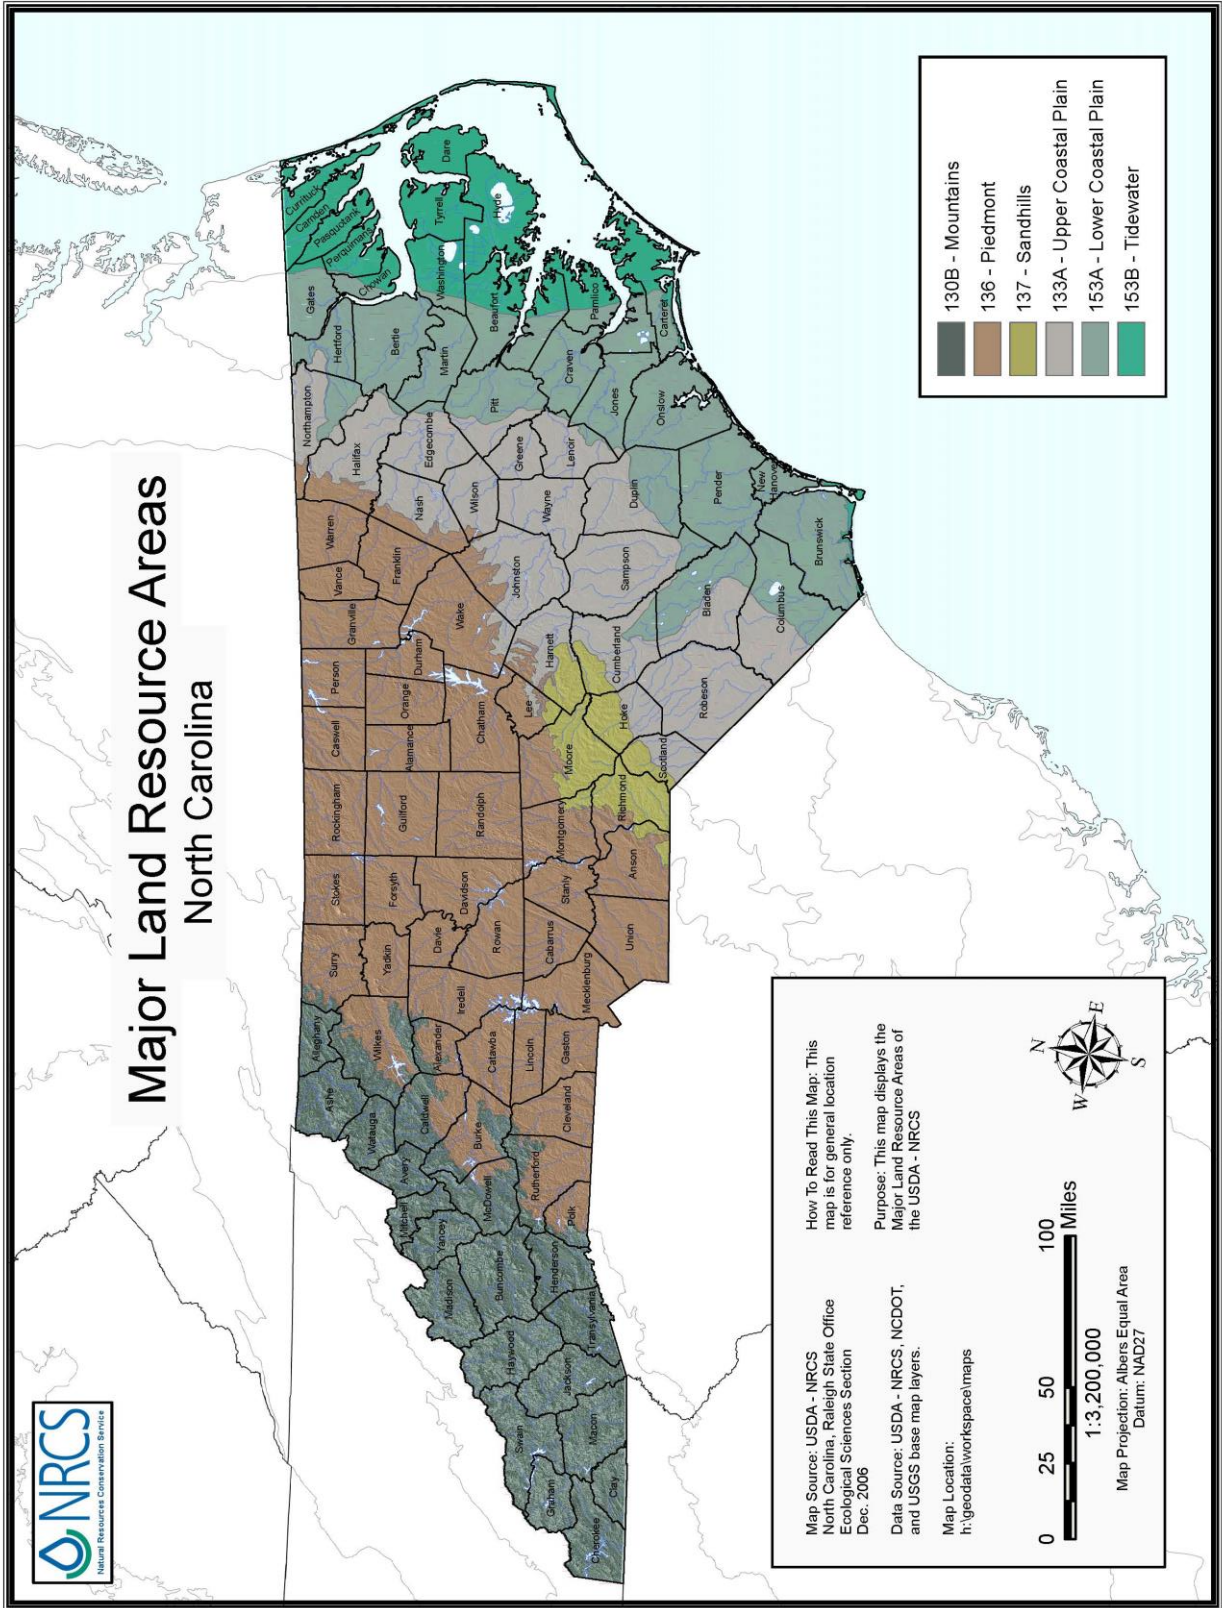 NRCS
Natural Resources Conservation Service
Major Land Resource Areas
North Carolina
Cherokee
Graham
Clay
Swan
Macon
Jackson
Haywood
Transylvania
Madison
Buncombe
Henderson
Yancey
Mitchell
McDowell
Polk
Rutherford
Avery
Burke
Cleveland
Watauga
Caldwell
Ashe
Alleghany
Wilkes
Alexander
Catawba
Lincoln
Gaston
Surry
Yadkin
Iredell
Davie
Rowan
Mecklenburg
Cabarrus
Union
Stokes
Forsyth
Davidson
Stanly
Anson
Rockingham
Guilford
Randolph
Montgomery
Richmond
Caswell
Alamance
Chatham
Moore
Scotland
Person
Orange
Durham
Lee
Hoke
Granville
Wake
Harnett
Cumberland
Robeson
Vance
Warren
Franklin
Johnston
Sampson
Bladen
Columbus
Northampton
Halifax
Nash
Edgecombe
Wilson
Wayne
Greene
Lenoir
Duplin
Pender
New
Hanover
Brunswick
Gates
Hertford
Bertie
Martin
Pitt
Craven
Jones
Onslow
Carteret
Pamlico
Beaufort
Washington
Tyrrell
Dare
Hyde
Chowan
Perquimans
Pasquotank
Camden
Currituck
Map Source: USDA - NRCS
North Carolina, Raleigh State Office
Ecological Sciences Section
Dec. 2006
Data Source: USDA - NRCS, NCDOT,
and USGS base map layers.
Map Location:
h:\geodata\workspace\maps
How To Read This Map: This
map is for general location
reference only.
Purpose: This map displays the
Major Land Resource Areas of
the USDA - NRCS
0 25 50 100
Miles
1:3,200,000
Map Projection: Albers Equal Area
Datum: NAD27
N
W
E
S
130B - Mountains
136 - Piedmont
137 - Sandhills
133A - Upper Coastal Plain
153A - Lower Coastal Plain
153B - Tidewater